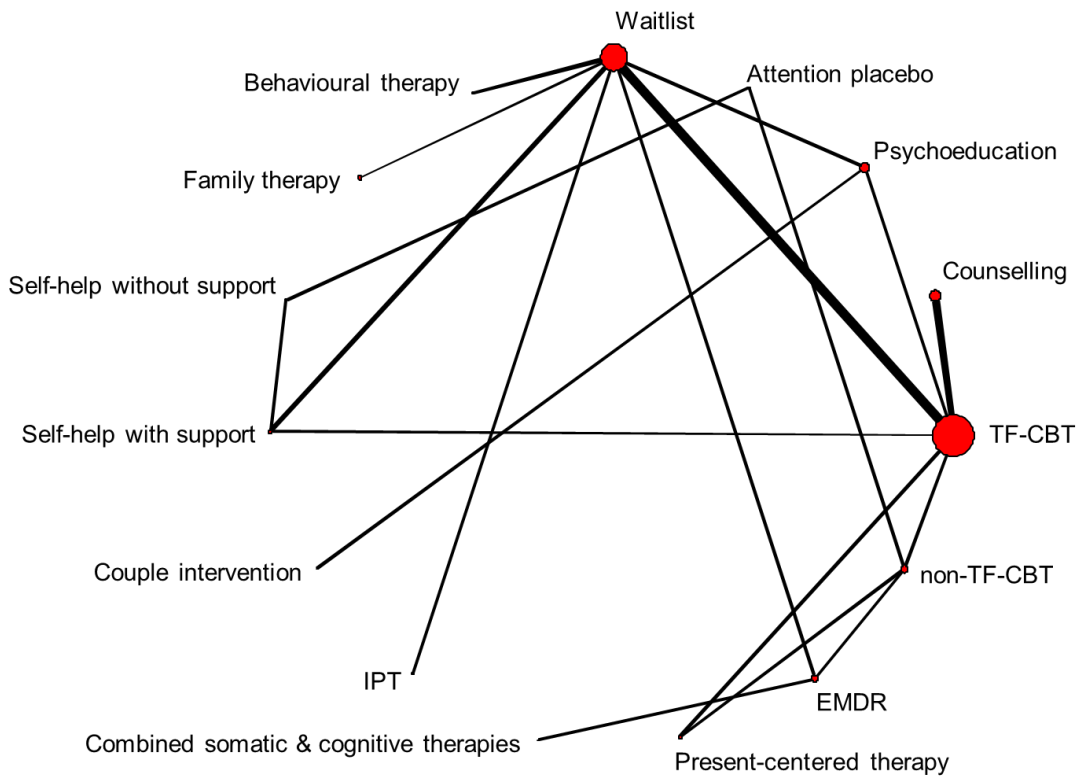 Waitlist
Attention placebo
Behavioural therapy
Psychoeducation
Family therapy
Counselling
Self-help without support
Self-help with support
TF-CBT
Couple intervention
non-TF-CBT
IPT
EMDR
Combined somatic & cognitive therapies
Present-centered therapy